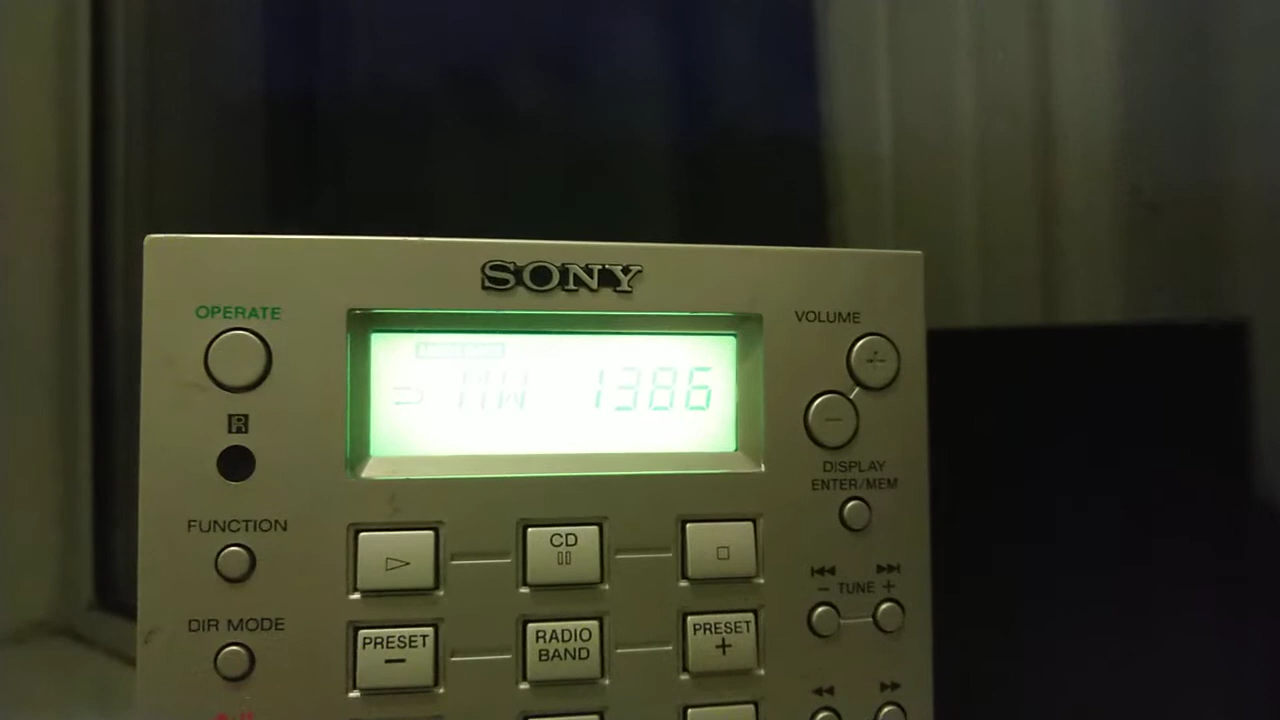 SONY
OPERATE
VOLUME
MW 1386
R
DISPLAY
ENTER/MEM
FUNCTION
CD
- TUNE +
DIR MODE
PRESET
-
RADIO
BAND
PRESET
+